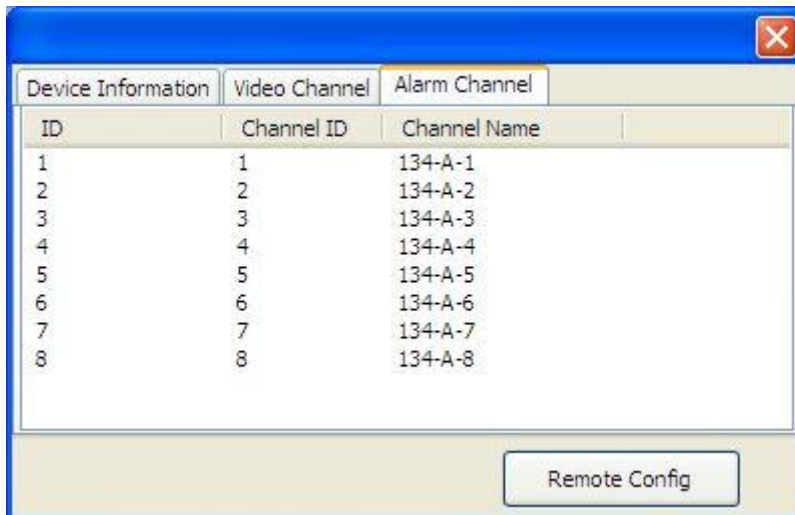 Device Information Video Channel Alarm Channel
ID Channel ID Channel Name
1 1 134-A-1
2 2 134-A-2
3 3 134-A-3
4 4 134-A-4
5 5 134-A-5
6 6 134-A-6
7 7 134-A-7
8 8 134-A-8
Remote Config